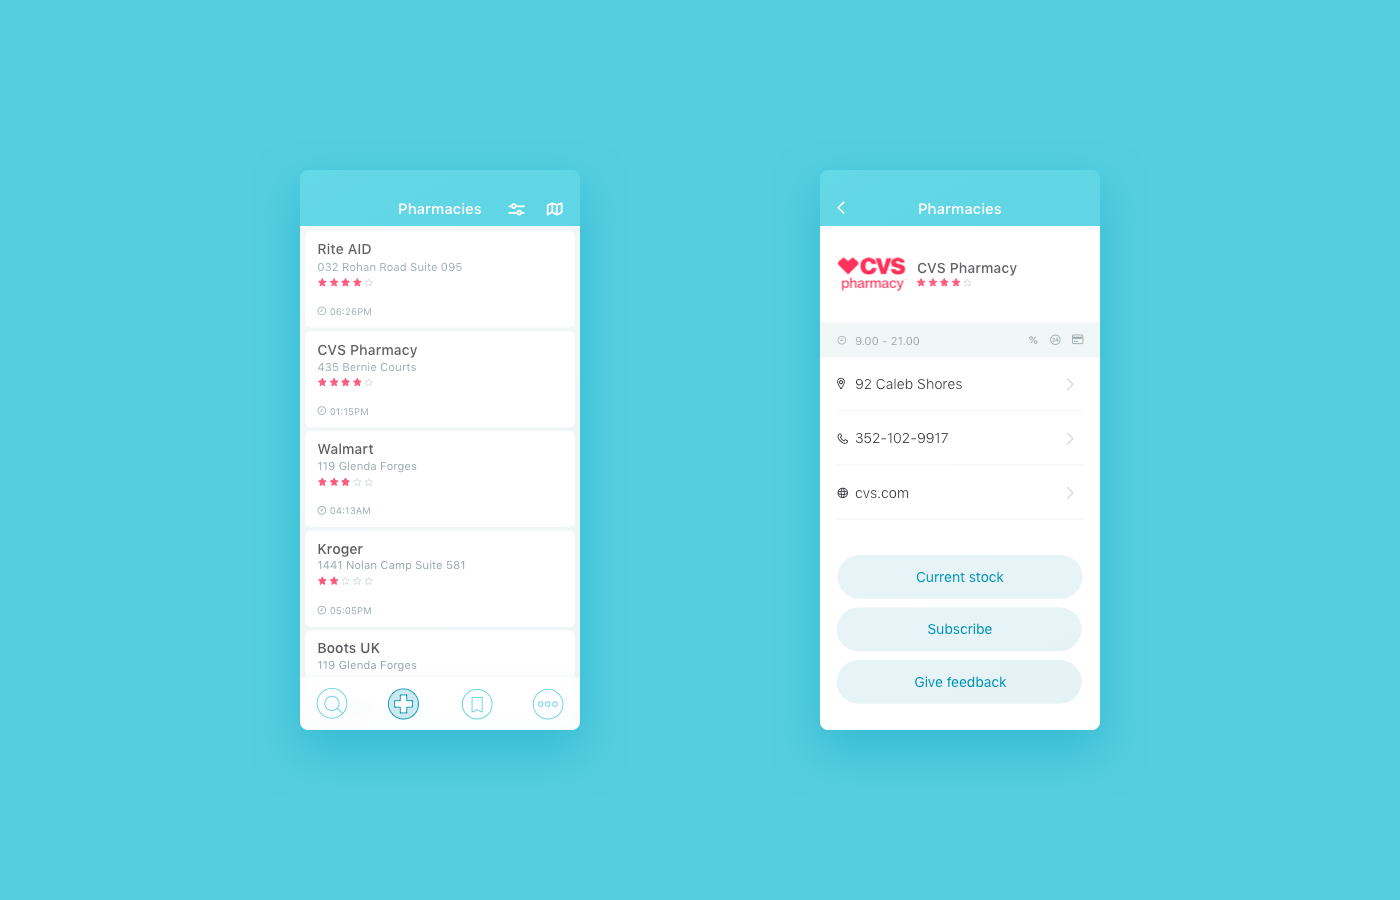 Pharmacies
Rite AID
032 Rohan Road Suite 095
06:26PM
CVS Pharmacy
435 Bernie Courts
01:15PM
Walmart
119 Glenda Forges
04:13AM
Kroger
1441 Nolan Camp Suite 581
05:05PM
Boots UK
119 Glenda Forges
Pharmacies
CVS
pharmacy
CVS Pharmacy
9.00 - 21.00
%
24
92 Caleb Shores
352-102-9917
cvs.com
Current stock
Subscribe
Give feedback